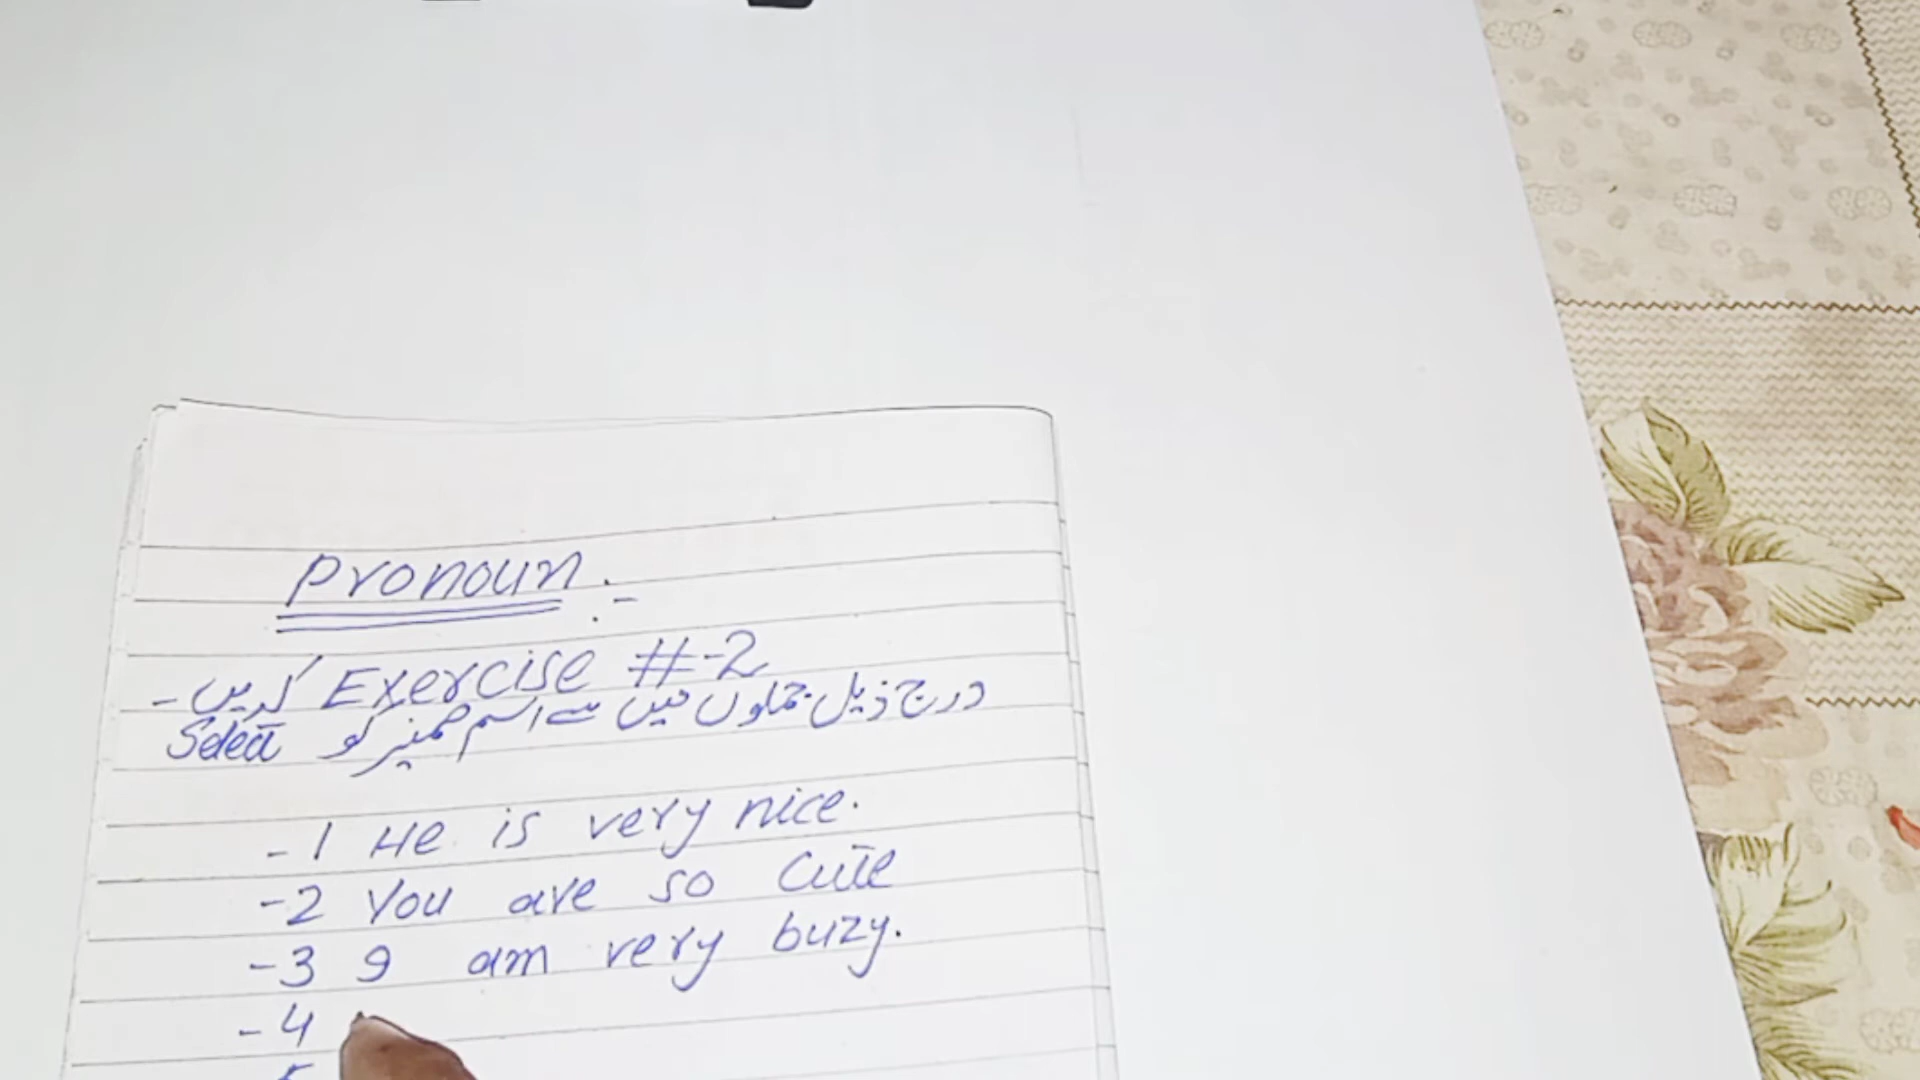 Pronoun :-
Exercise #-2
درج ذیل جملوں میں سے اسم ضمیر کو Select کریں -
-1 He is very nice.
-2 You are so cute
-3 I am very buzy.
-4
5